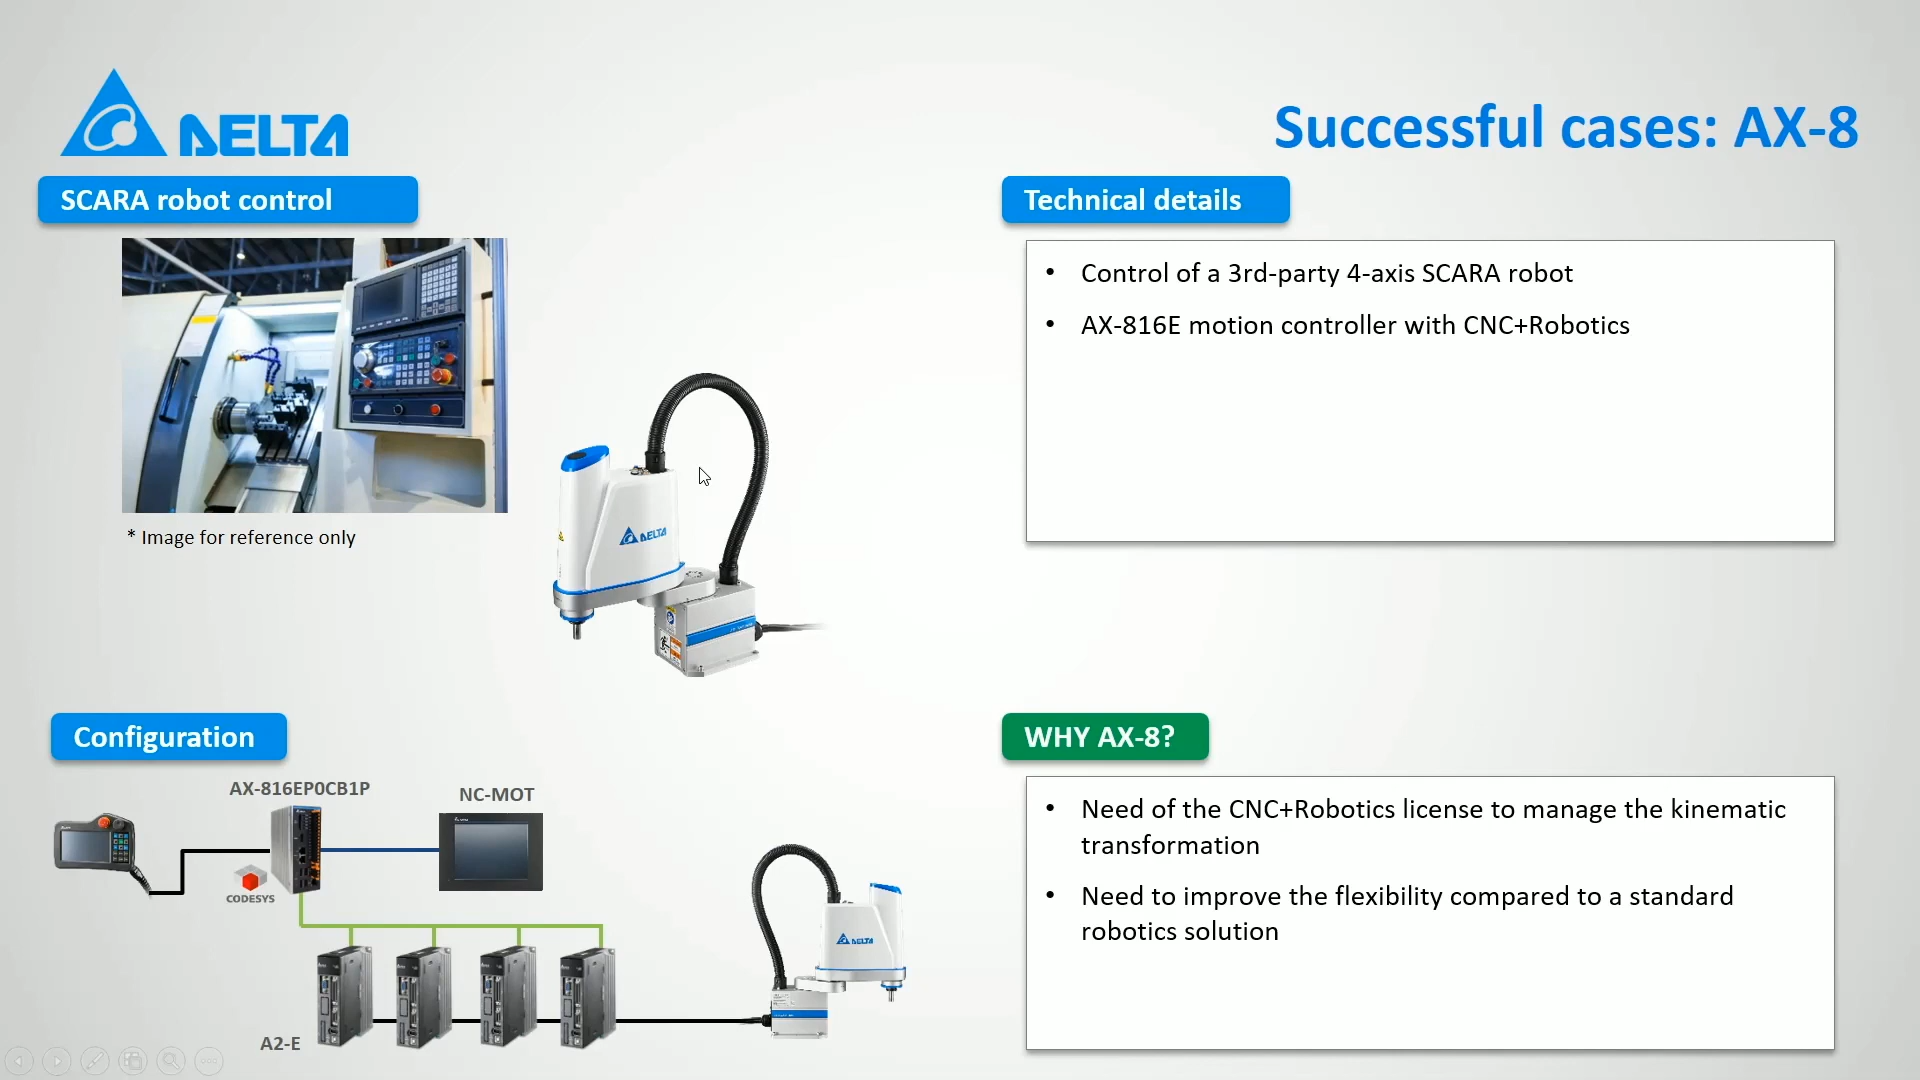 DELTA
Successful cases: AX-8
SCARA robot control
* Image for reference only
DELTA
Technical details
• Control of a 3rd-party 4-axis SCARA robot
• AX-816E motion controller with CNC+Robotics
Configuration
AX-816EP0CB1P
NC-MOT
CODESYS
A2-E
DELTA
WHY AX-8?
• Need of the CNC+Robotics license to manage the kinematic
transformation
• Need to improve the flexibility compared to a standard
robotics solution